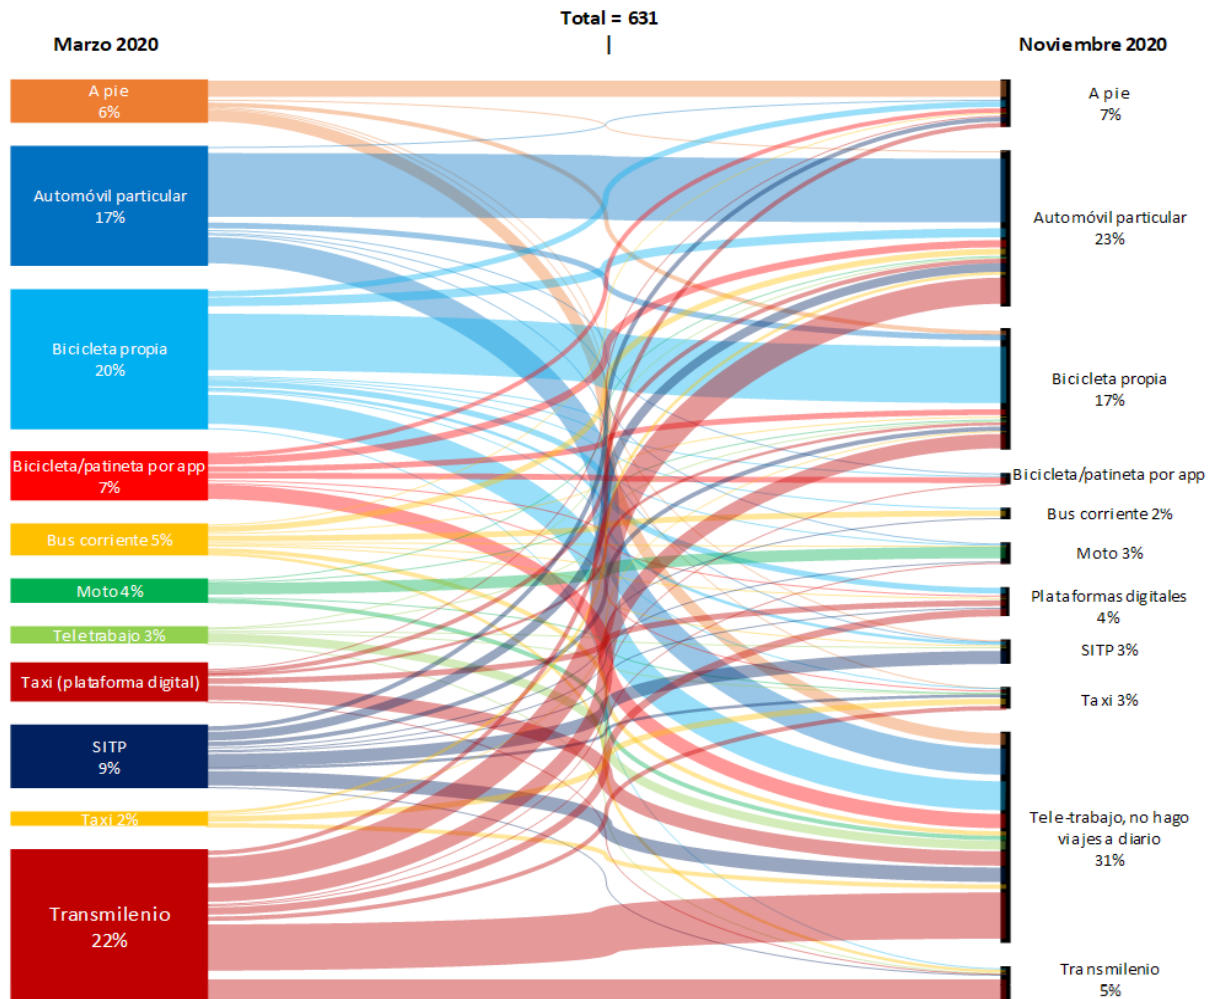 Total = 631
|
Marzo 2020
Noviembre 2020
A pie
6%
Automóvil particular
17%
Bicicleta propia
20%
Bicicleta/patineta por app
7%
Bus corriente 5%
Moto 4%
Teletrabajo 3%
Taxi (plataforma digital)
SITP
9%
Taxi 2%
Transmilenio
22%
A pie
7%
Automóvil particular
23%
Bicicleta propia
17%
Bicicleta/patineta por app
Bus corriente 2%
Moto 3%
Plataformas digitales
4%
SITP 3%
Taxi 3%
Tele-trabajo, no hago
viajes a diario
31%
Transmilenio
5%